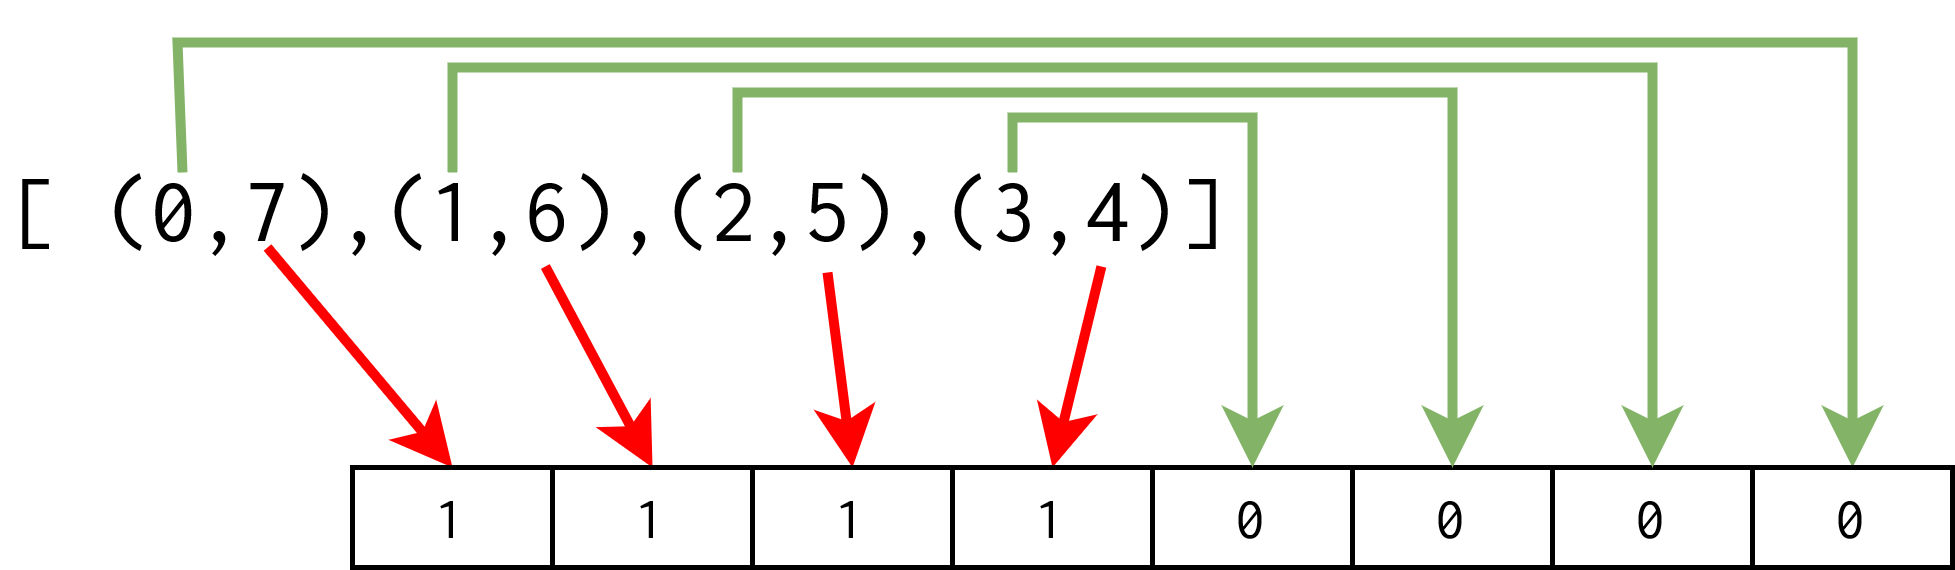 [ (0,7),(1,6),(2,5),(3,4)]
1 1 1 1 0 0 0 0